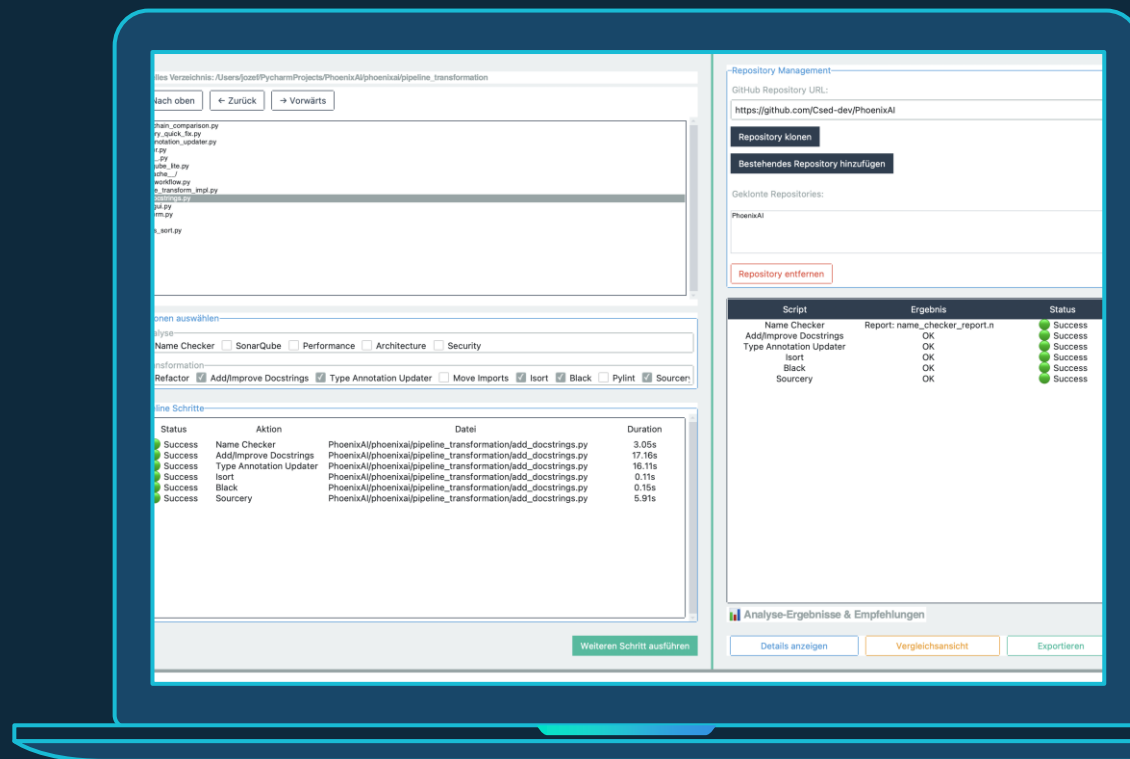 elles Verzeichnis: /Users/jozef/PycharmProjects/PhoenixAI/phoenixai/pipeline_transformation
Nach oben ← Zurück → Vorwärts
chain_comparison.py
ry_quick_fix.py
notation_updater.py
r.py
_.py
ube_lite.py
ache__/
workflow.py
e_transform_impl.py
ocstrings.py
gui.py
rm.py
s_sort.py
onen auswählen
alyse
Name Checker SonarQube Performance Architecture Security
nsformation
Refactor Add/Improve Docstrings Type Annotation Updater Move Imports Isort Black Pylint Sourcery
line Schritte
Status Aktion Datei Duration
Success Name Checker PhoenixAI/phoenixai/pipeline_transformation/add_docstrings.py 3.05s
Success Add/Improve Docstrings PhoenixAI/phoenixai/pipeline_transformation/add_docstrings.py 17.16s
Success Type Annotation Updater PhoenixAI/phoenixai/pipeline_transformation/add_docstrings.py 16.11s
Success Isort PhoenixAI/phoenixai/pipeline_transformation/add_docstrings.py 0.11s
Success Black PhoenixAI/phoenixai/pipeline_transformation/add_docstrings.py 0.15s
Success Sourcery PhoenixAI/phoenixai/pipeline_transformation/add_docstrings.py 5.91s
Weiteren Schritt ausführen
Repository Management
GitHub Repository URL:
https://github.com/Csed-dev/PhoenixAI
Repository klonen
Bestehendes Repository hinzufügen
Geklonte Repositories:
PhoenixAI
Repository entfernen
Script Ergebnis Status
Name Checker Report: name_checker_report.n Success
Add/Improve Docstrings OK Success
Type Annotation Updater OK Success
Isort OK Success
Black OK Success
Sourcery OK Success
Analyse-Ergebnisse & Empfehlungen
Details anzeigen Vergleichsansicht Exportieren